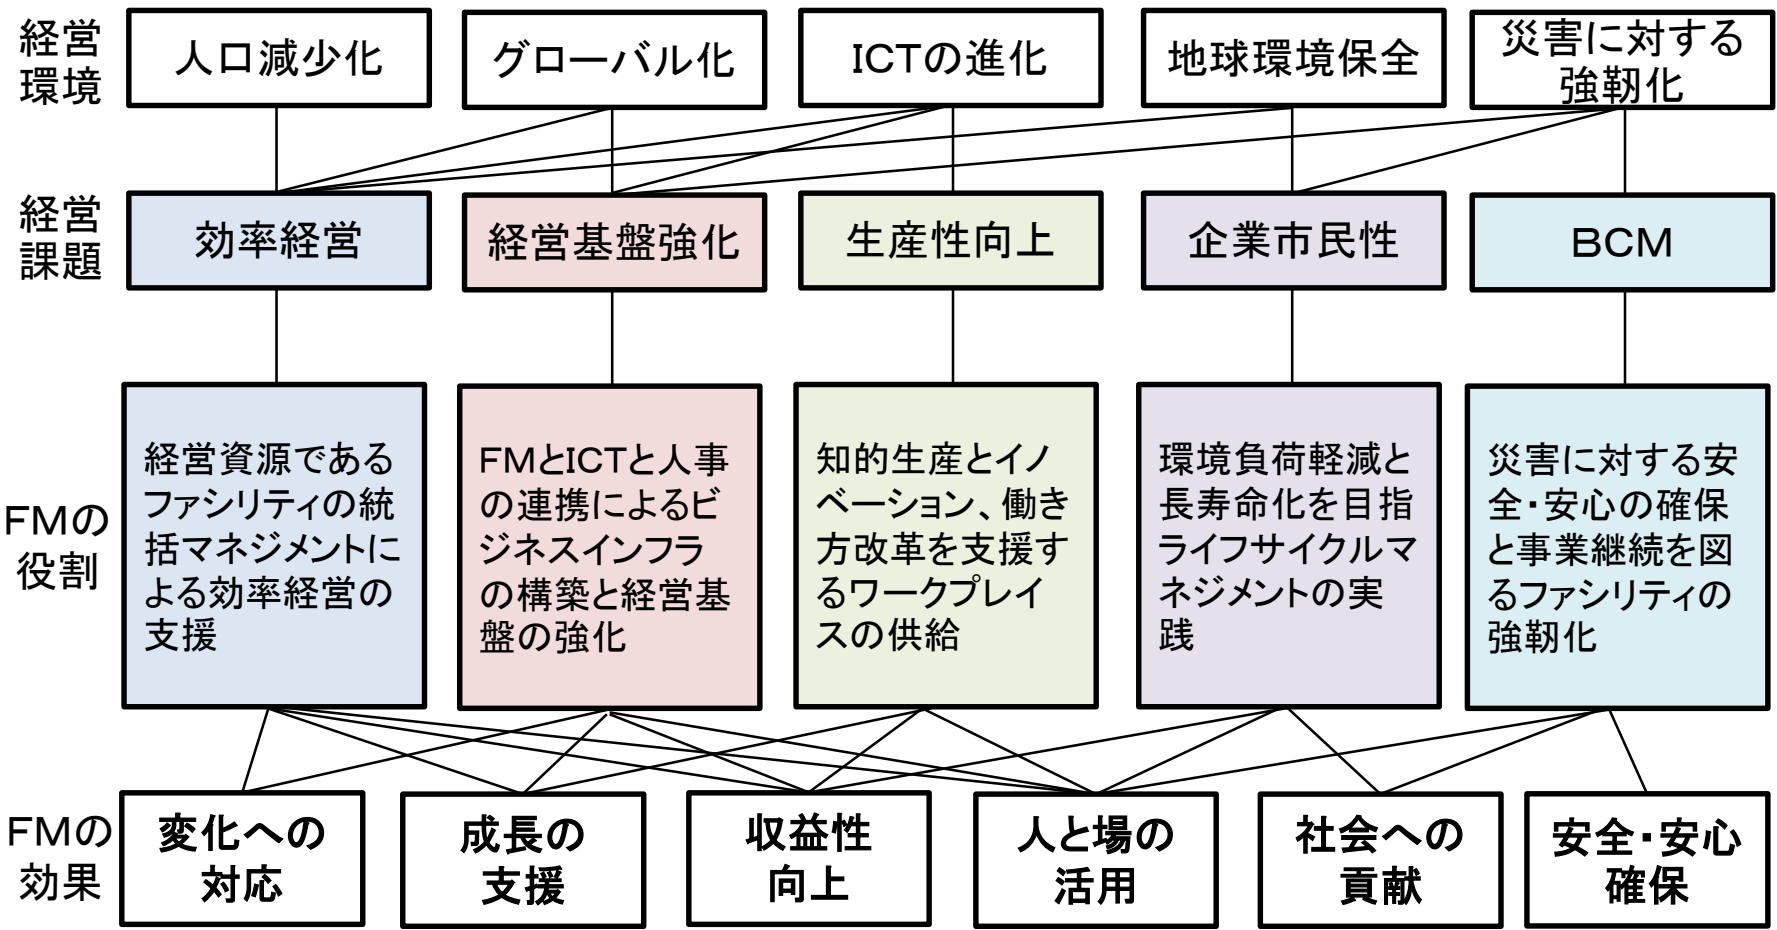 経営
環境
人口減少化
グローバル化
ICTの進化
地球環境保全
災害に対する
強靭化
経営
課題
効率経営
経営基盤強化
生産性向上
企業市民性
BCM
FMの
役割
経営資源である
ファシリティの統
括マネジメントに
よる効率経営の
支援
FMとICTと人事
の連携によるビ
ジネスインフラ
の構築と経営基
盤の強化
知的生産とイノ
ベーション、働き
方改革を支援す
るワークプレイ
スの供給
環境負荷軽減と
長寿命化を目指
ライフサイクルマ
ネジメントの実
践
災害に対する安
全・安心の確保
と事業継続を図
るファシリティの
強靭化
FMの
効果
変化への
対応
成長の
支援
収益性
向上
人と場の
活用
社会への
貢献
安全・安心
確保